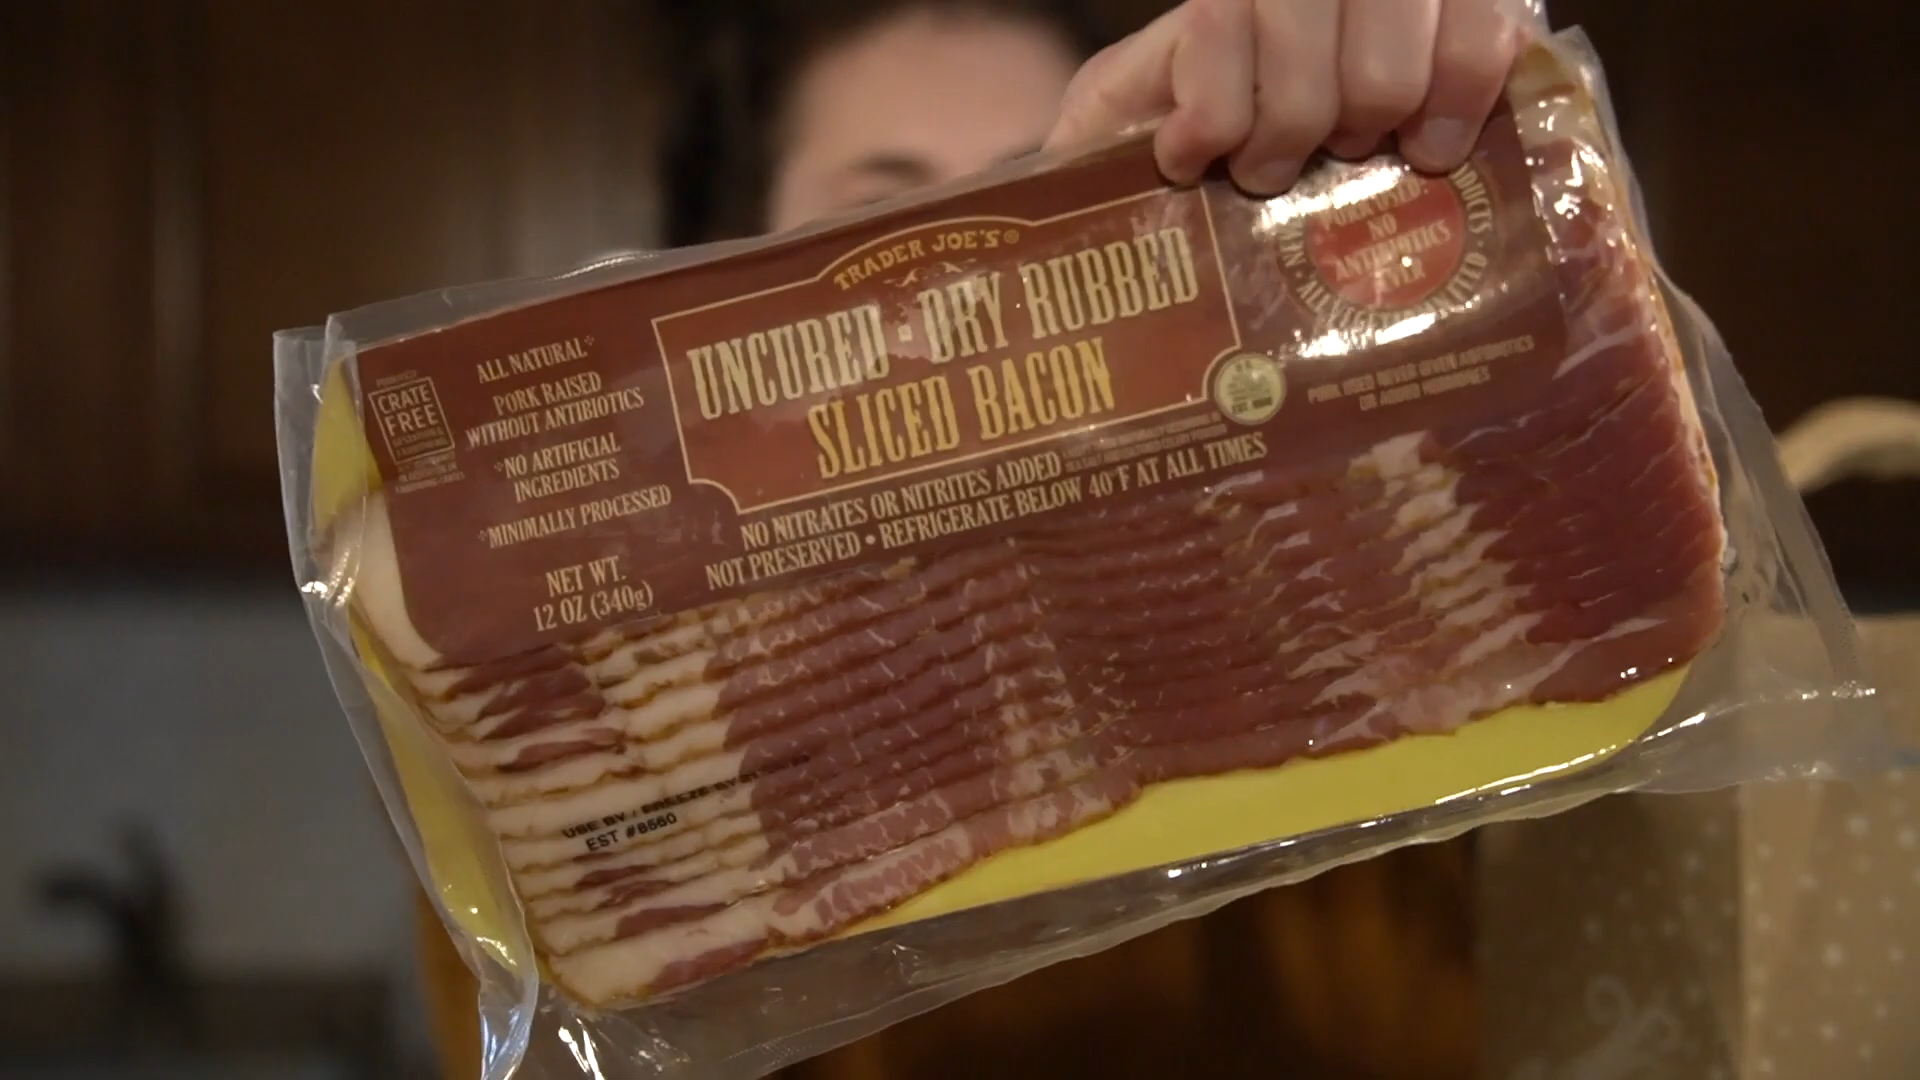 TRADER JOE'S®
UNCURED · DRY RUBBED
SLICED BACON
CRATE
FREE
ALL NATURAL
PORK RAISED
WITHOUT ANTIBIOTICS
NO ARTIFICIAL
INGREDIENTS
MINIMALLY PROCESSED
NET WT.
12 OZ (340g)
NO NITRATES OR NITRITES ADDED
NOT PRESERVED • REFRIGERATE BELOW 40°F AT ALL TIMES
PORK USED:
NO
ANTIBIOTICS
EVER
PORK USED NEVER GIVEN ANTIBIOTICS
OR ADDED HORMONES
USE BY / FREEZE BY
EST #8560